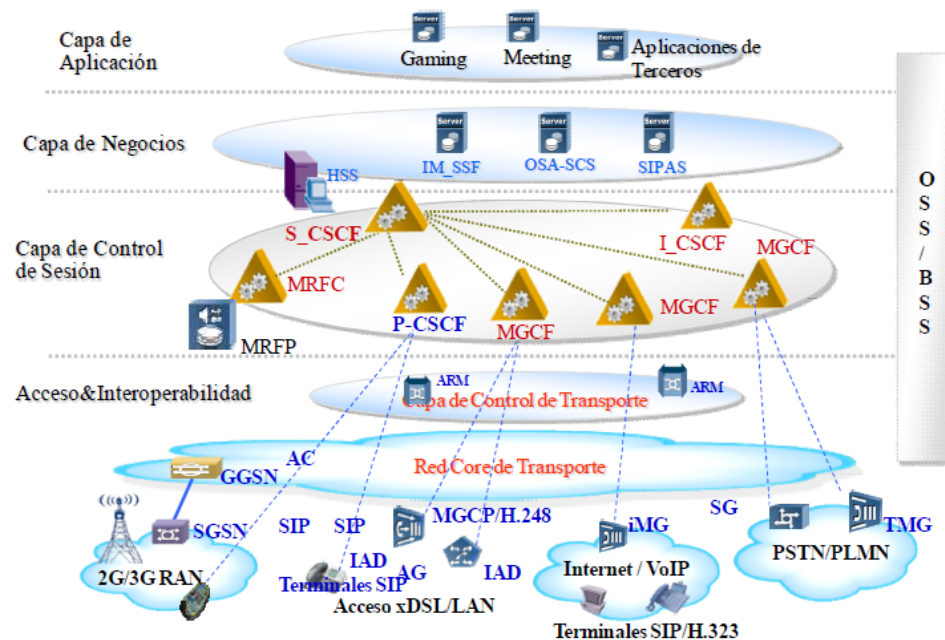 Capa de
Aplicación
Server
Server
Server
Gaming
Meeting
Aplicaciones de
Terceros
Capa de Negocios
Server
Server
Server
HSS
IM_SSF
OSA-SCS
SIPAS
O
S
S
/
B
S
S
Capa de Control
de Sesión
S_CSCF
I_CSCF
MGCF
MRFC
MGCF
P-CSCF
MGCF
MRFP
Acceso&Interoperabilidad
ARM
ARM
Capa de Control de Transporte
AC
Red Core de Transporte
GGSN
SGSN
SIP
SIP
MGCP/H.248
iMG
SG
TMG
2G/3G RAN
IAD
Terminales SIP
AG
IAD
Acceso xDSL/LAN
Internet / VoIP
PSTN/PLMN
Terminales SIP/H.323